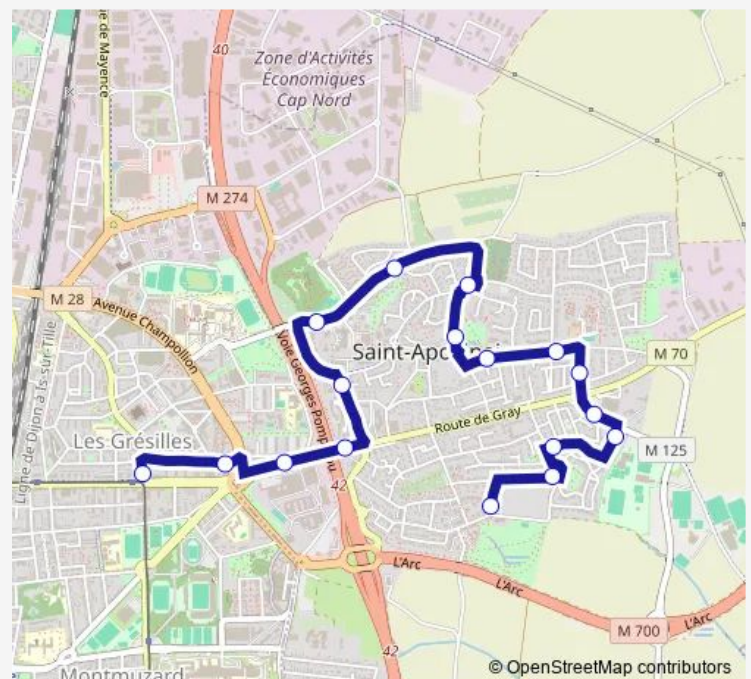 40
Zone d'Activités
Économiques
Cap Nord
ue de Mayence
M 274
M 28
Avenue Champollion
Voie Georges Pomp
Saint-Apo
M 70
Ligne de Dijon à Is-sur-Tille
Les Grésilles
Route de Gray
M 125
42
L'Arc
L'Arc
L'Arc
M 700
42
Montmuzard
© OpenStreetMap contributors